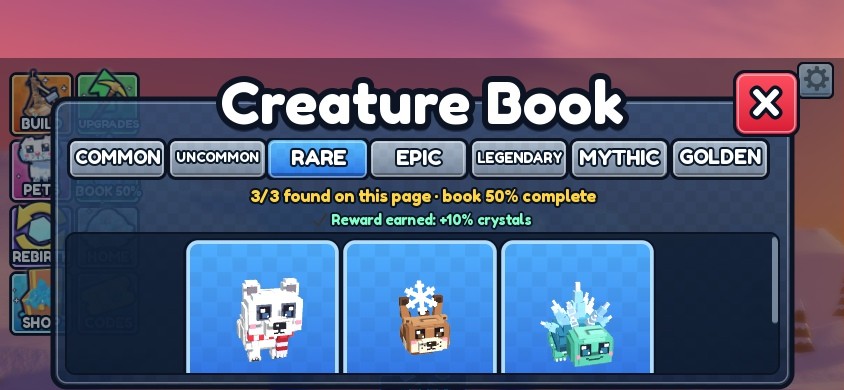 Creature Book
BUILD
UPGRADES
COMMON
UNCOMMON
RARE
EPIC
LEGENDARY
MYTHIC
GOLDEN
PETS
BOOK 50%
3/3 found on this page · book 50% complete
Reward earned: +10% crystals
REBIRTH
HOME
SHOP
CODES